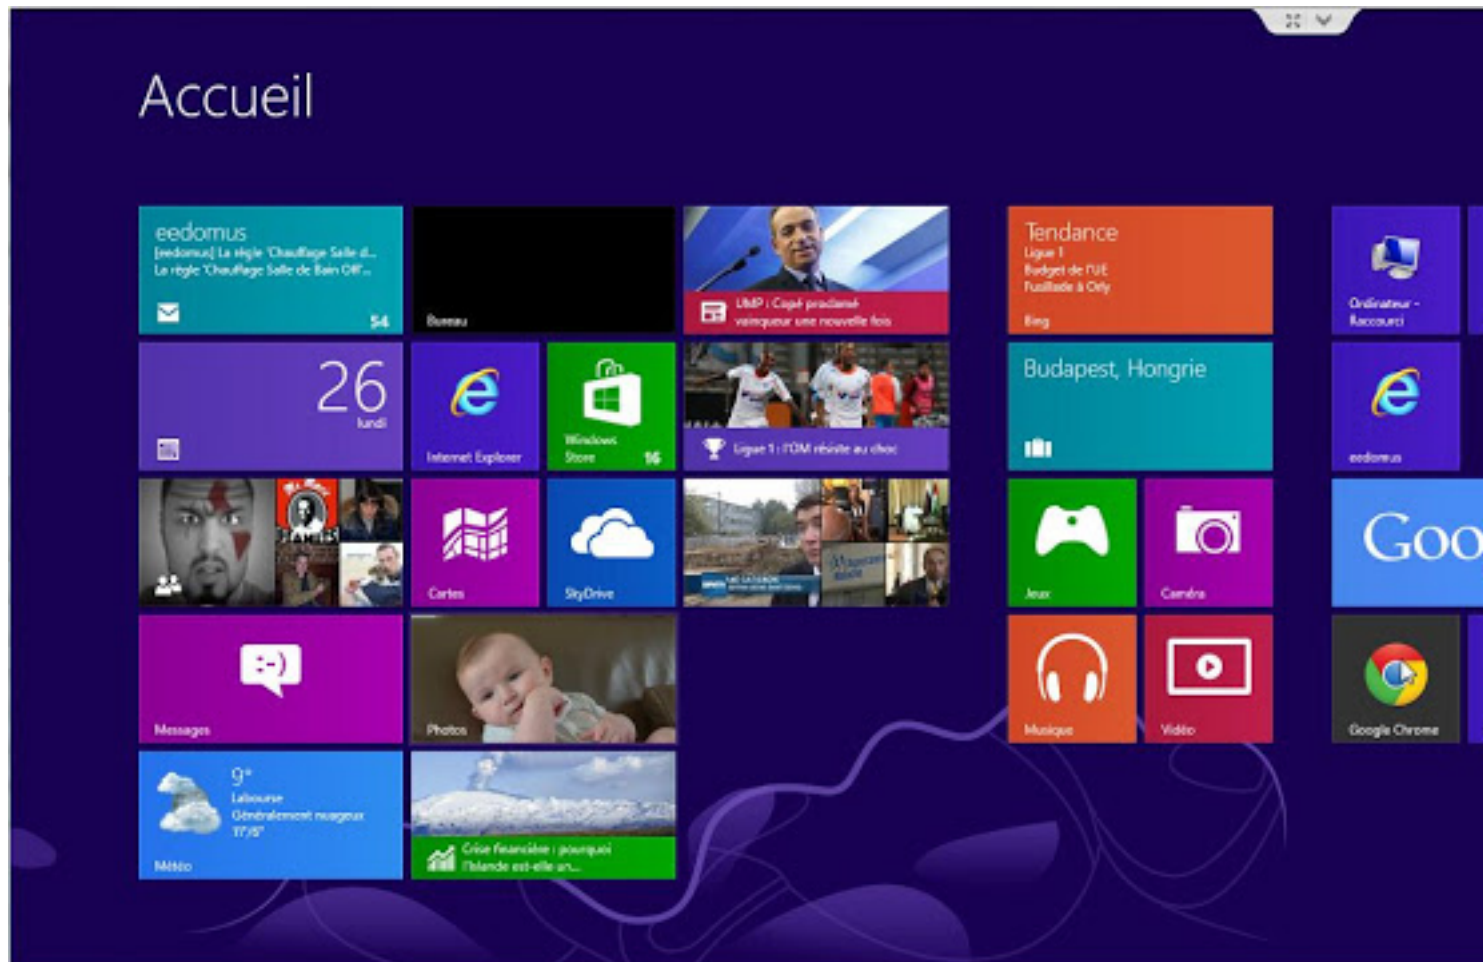 Accueil
eedomus
[eedomus] La règle 'Chauffage Salle d...
La règle 'Chauffage Salle de Bain Off'...
54
Bureau
UMP : Copé proclamé
vainqueur une nouvelle fois
26
lundi
Internet Explorer
Windows
Store
16
Ligue 1 : l'OM résiste au choc
Cartes
SkyDrive
Messages
:-)
Photos
9°
Labourse
Généralement nuageux
11°/6°
Météo
Crise financière : pourquoi
l'Islande est-elle un...
Tendance
Ligue 1
Budget de l'UE
Fusillade à Orly
Bing
Budapest, Hongrie
Jeux
Caméra
Musique
Vidéo
Ordinateur -
Raccourci
eedomus
Goo
Google Chrome